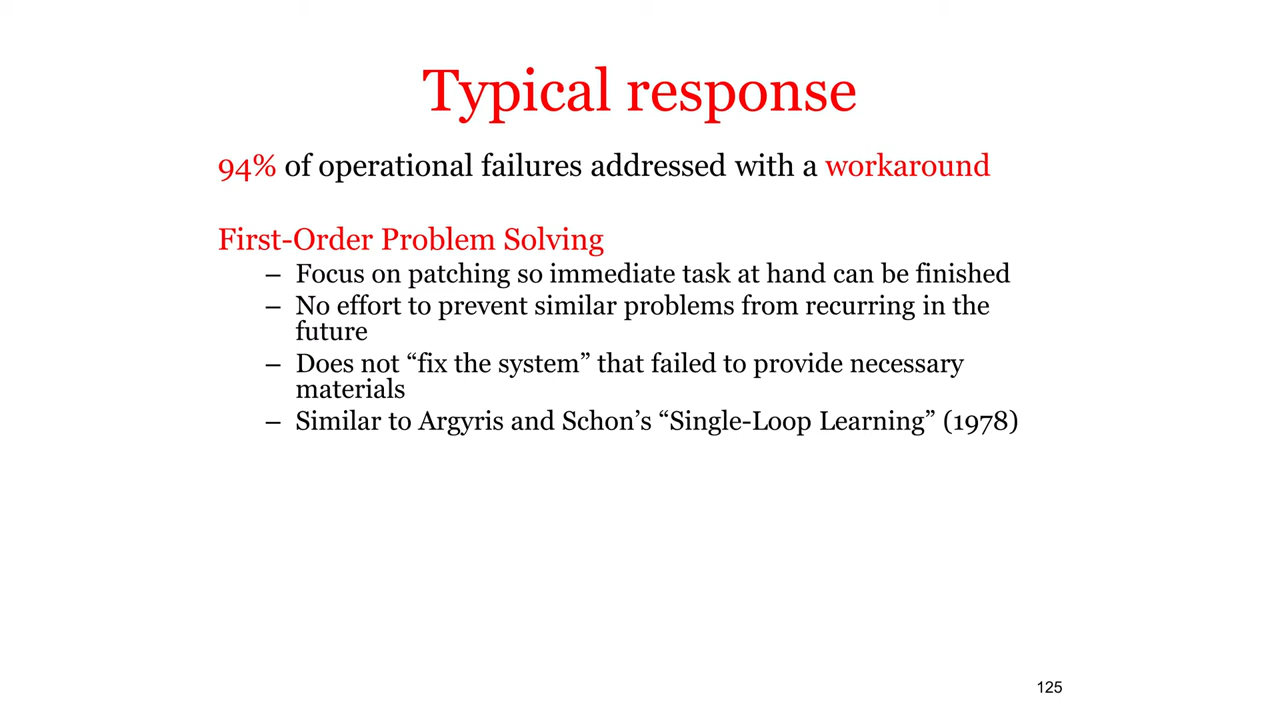 Typical response
94% of operational failures addressed with a workaround
First-Order Problem Solving
– Focus on patching so immediate task at hand can be finished
– No effort to prevent similar problems from recurring in the
future
– Does not “fix the system” that failed to provide necessary
materials
– Similar to Argyris and Schon’s “Single-Loop Learning” (1978)
125